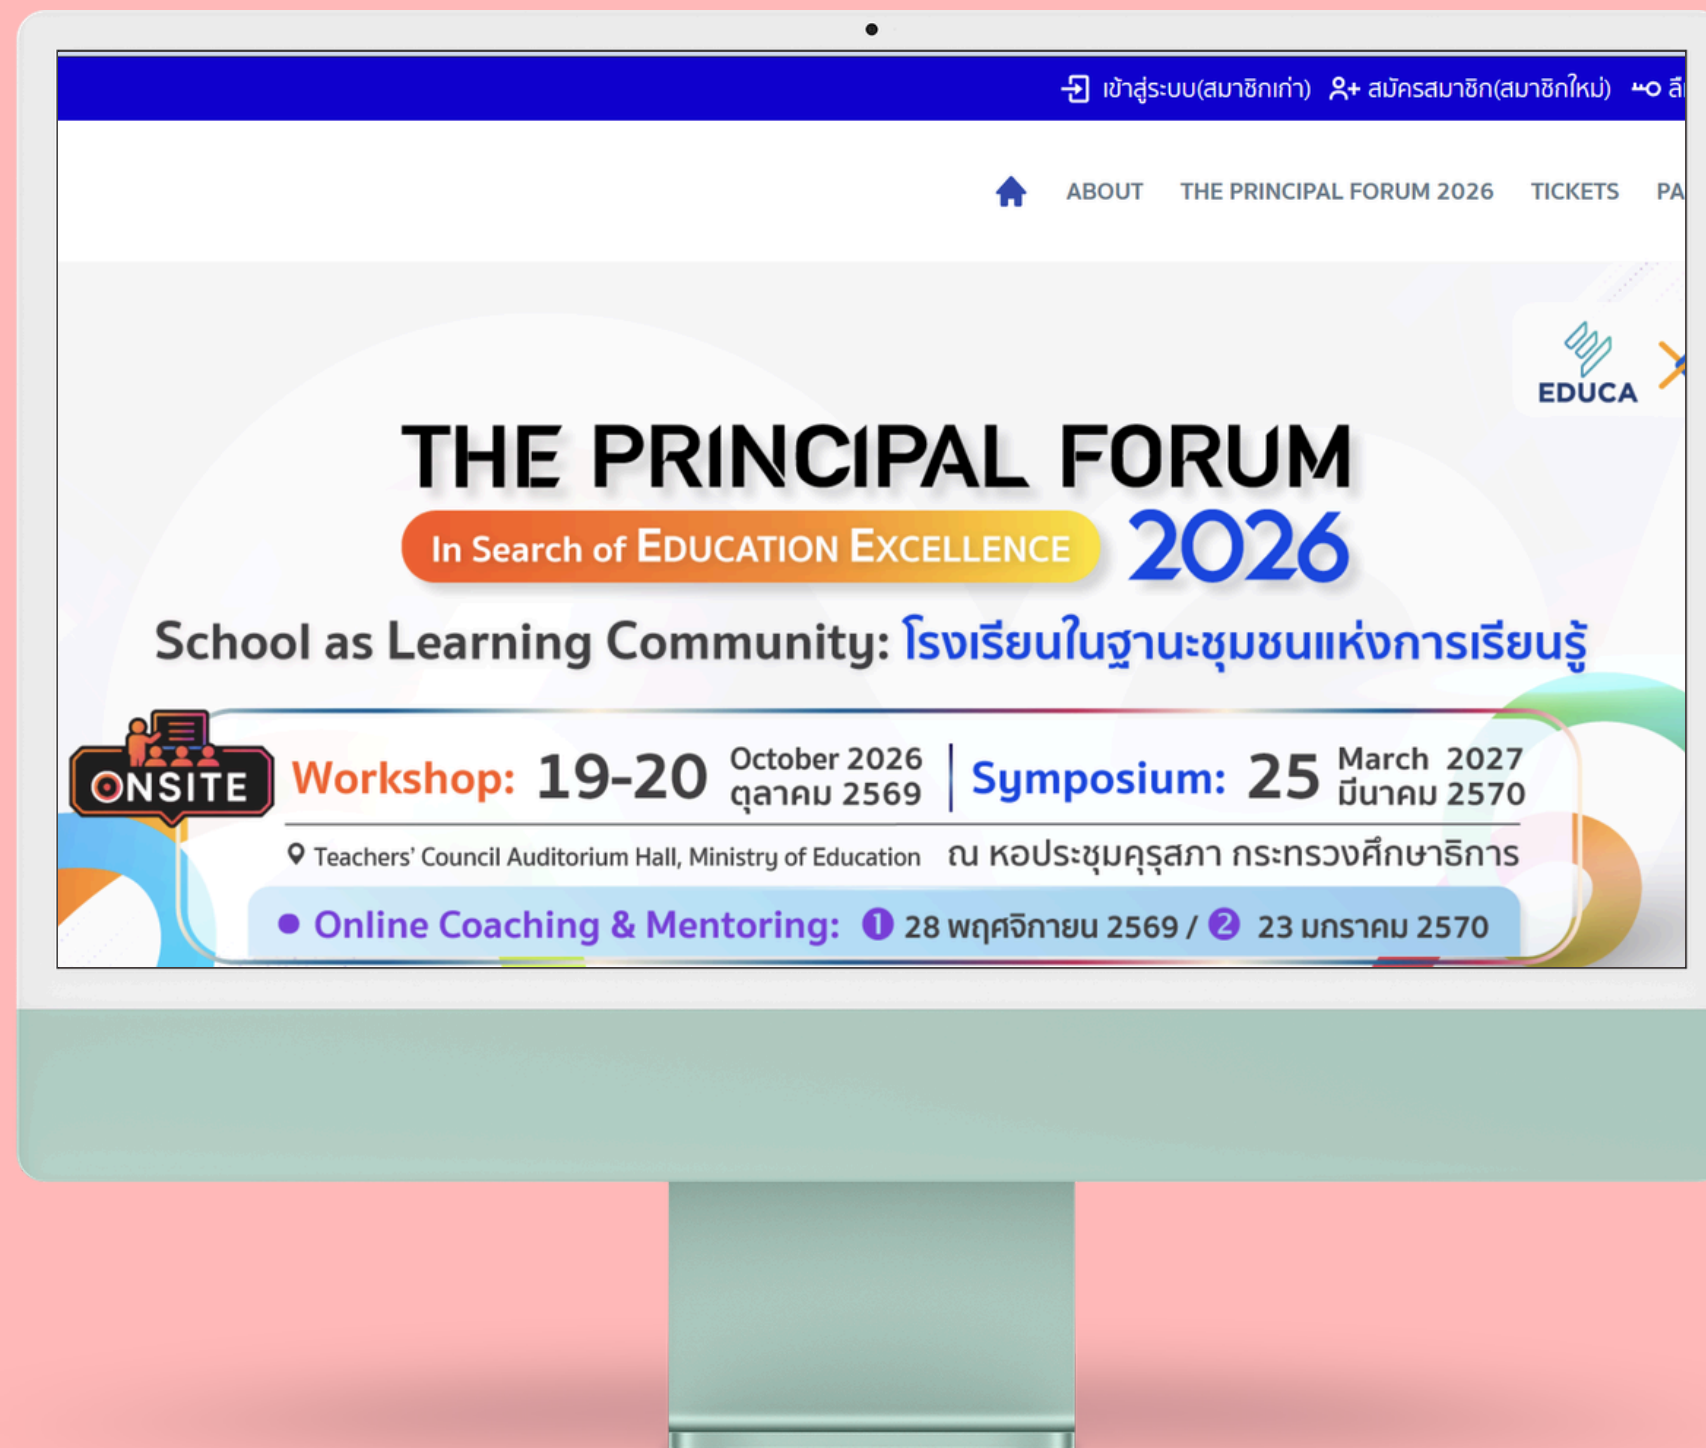 เข้าสู่ระบบ(สมาชิกเก่า) สมัครสมาชิก(สมาชิกใหม่)
ABOUT THE PRINCIPAL FORUM 2026 TICKETS PA
EDUCA
THE PRINCIPAL FORUM
In Search of EDUCATION EXCELLENCE 2026
School as Learning Community: โรงเรียนในฐานะชุมชนแห่งการเรียนรู้
ONSITE
Workshop: 19-20 October 2026 ตุลาคม 2569
Symposium: 25 March 2027 มีนาคม 2570
Teachers' Council Auditorium Hall, Ministry of Education ณ หอประชุมคุรุสภา กระทรวงศึกษาธิการ
● Online Coaching & Mentoring: ❶ 28 พฤศจิกายน 2569 / ❷ 23 มกราคม 2570